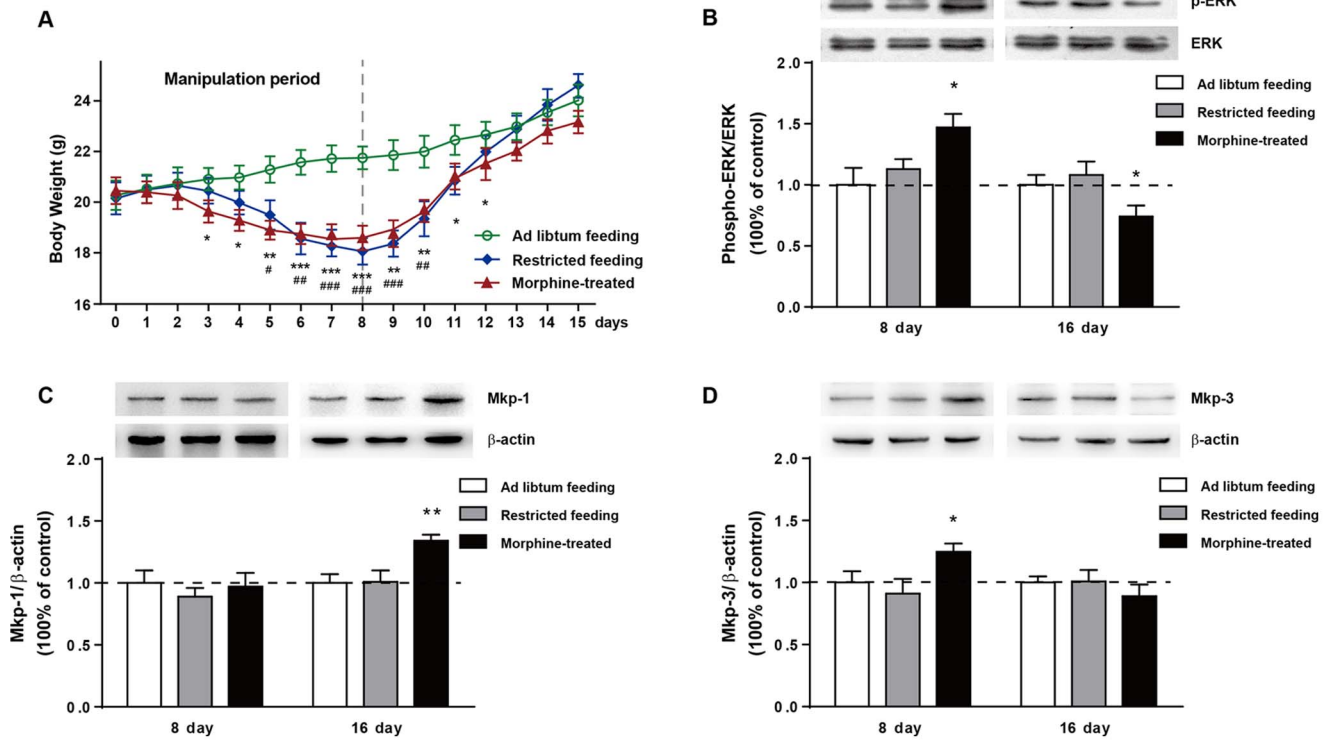 A
Manipulation period
Body Weight (g)
24
22
20
18
16
0 1 2 3 4 5 6 7 8 9 10 11 12 13 14 15 days
* * ** *** *** *** ** ** * *
# ## ### ### ### ##
Ad libtum feeding
Restricted feeding
Morphine-treated
B
p-ERK
ERK
Phospho-ERK/ERK
(100% of control)
2.0
1.5
1.0
0.5
0.0
*
*
8 day
16 day
Ad libtum feeding
Restricted feeding
Morphine-treated
C
Mkp-1
β-actin
Mkp-1/β-actin
(100% of control)
2.0
1.5
1.0
0.5
0.0
**
8 day
16 day
Ad libtum feeding
Restricted feeding
Morphine-treated
D
Mkp-3
β-actin
Mkp-3/β-actin
(100% of control)
2.0
1.5
1.0
0.5
0.0
*
8 day
16 day
Ad libtum feeding
Restricted feeding
Morphine-treated